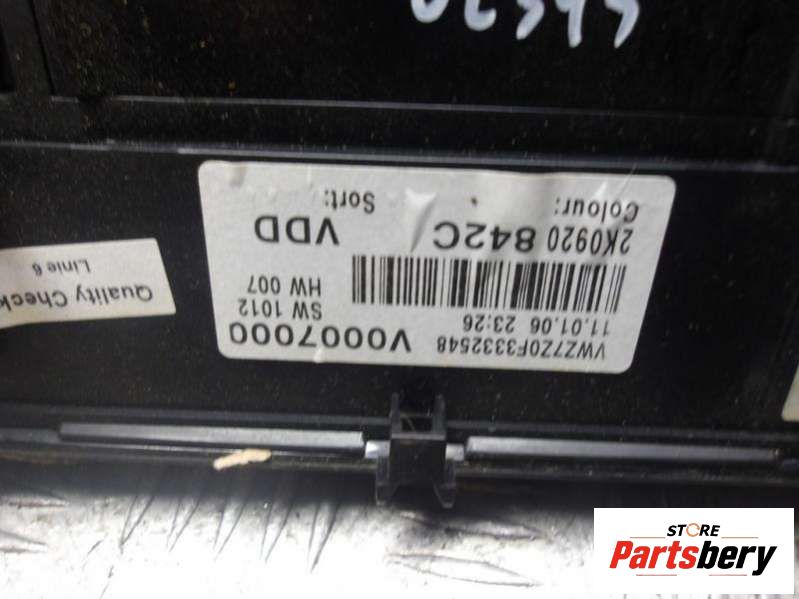 VWZ7Z0F3332548 V0007000
11.01.06 23:26 SW 1012
HW 007
2K0920 842C VDD
Colour: Sort:
Quality Check
Linie 6
STORE
Partsbery